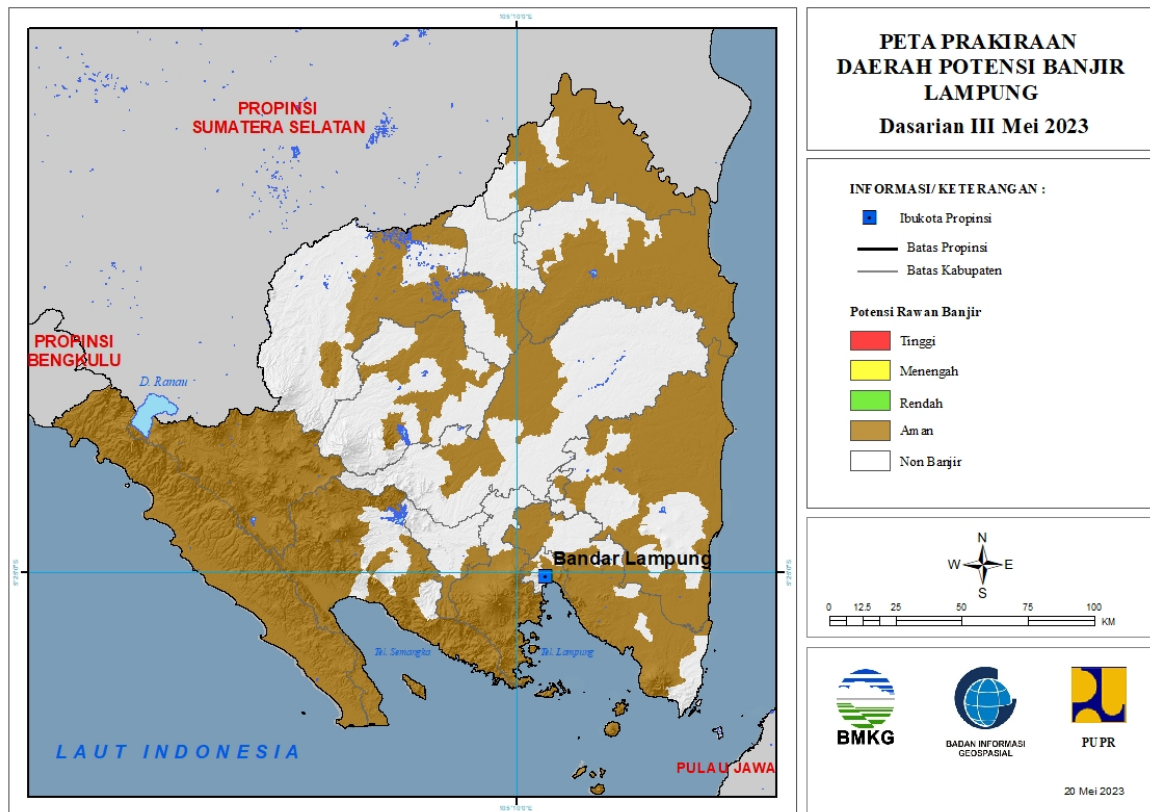 105°10'0"E
PROPINSI
SUMATERA SELATAN
PROPINSI
BENGKULU
D. Ranau
Bandar Lampung
Tel. Semangka
Tel. Lampung
LAUT INDONESIA
PULAU JAWA
PETA PRAKIRAAN
DAERAH POTENSI BANJIR
LAMPUNG
Dasarian III Mei 2023
INFORMASI/ KETERANGAN :
Ibukota Propinsi
Batas Propinsi
Batas Kabupaten
Potensi Rawan Banjir
Tinggi
Menengah
Rendah
Aman
Non Banjir
N
W E
S
0 12.5 25 50 75 100
KM
BMKG
BADAN INFORMASI
GEOSPASIAL
PUPR
20 Mei 2023